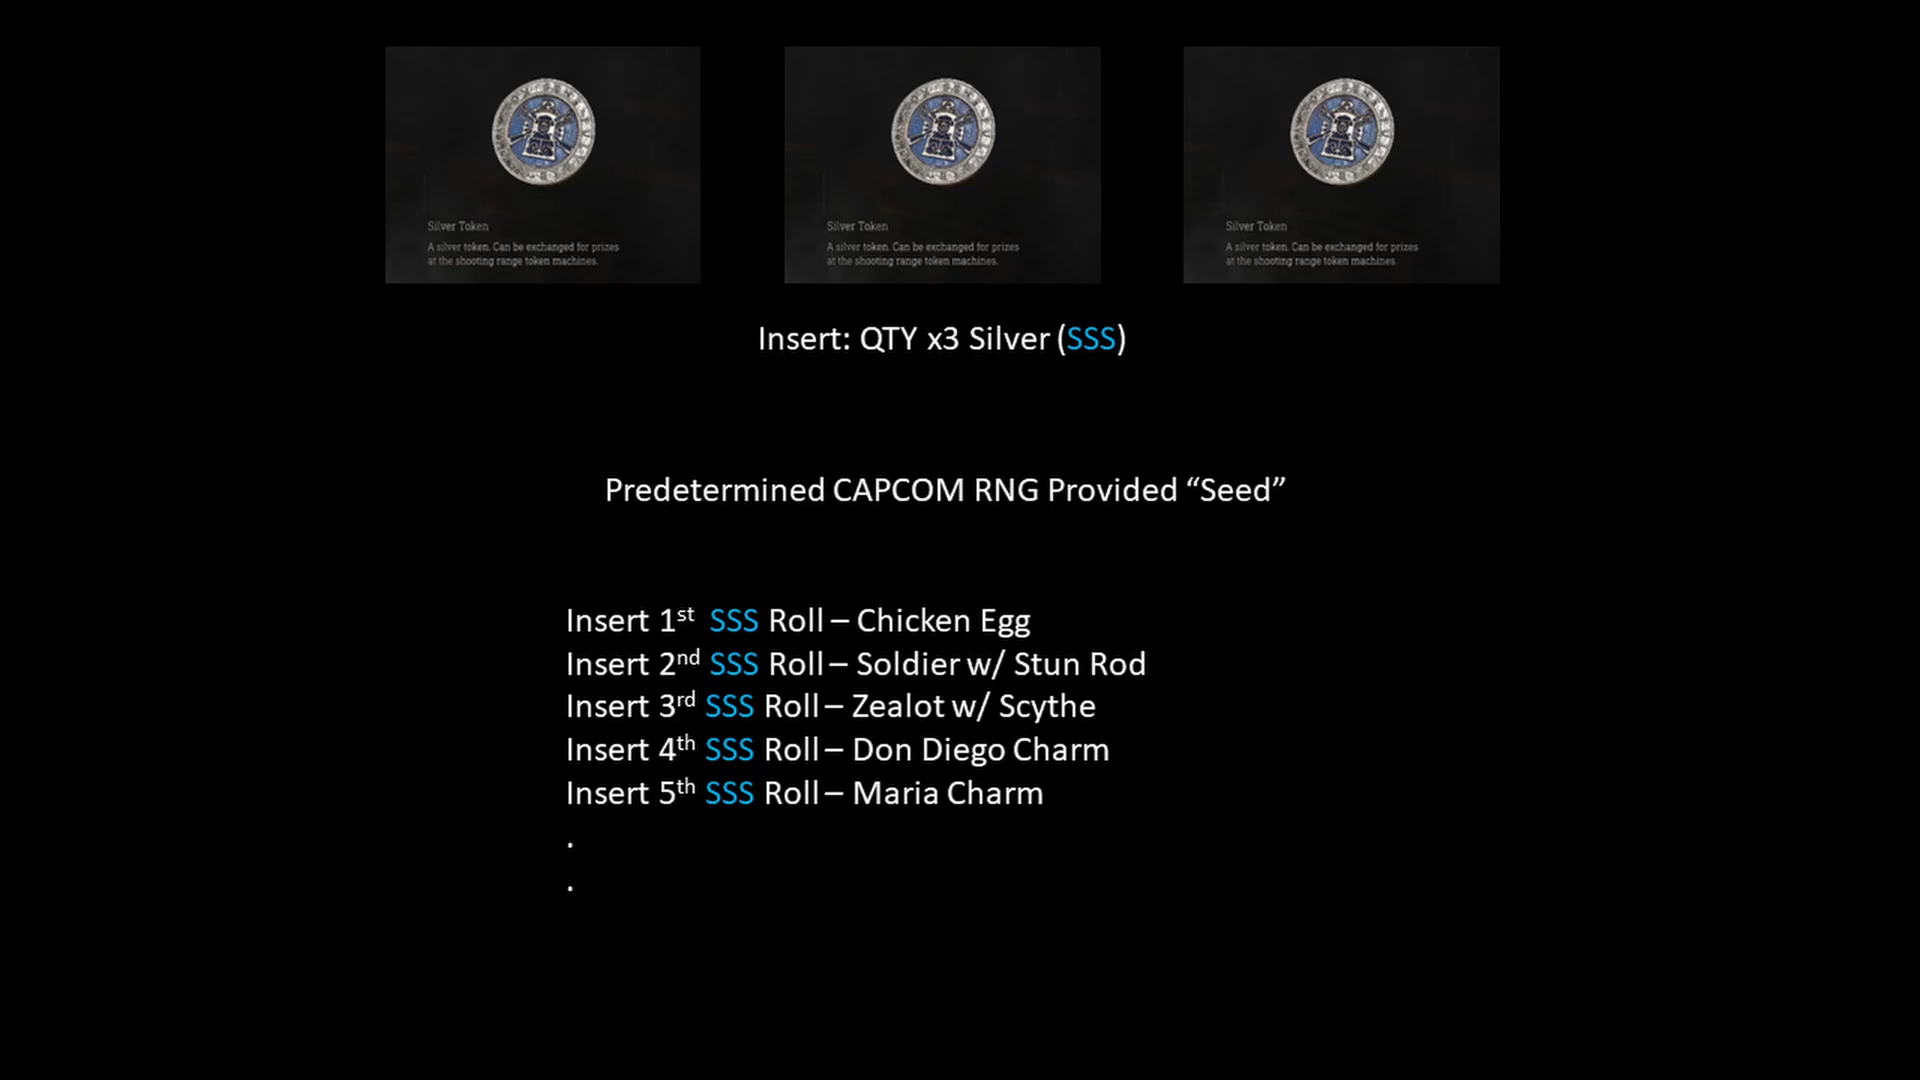 Silver Token
A silver token. Can be exchanged for prizes
at the shooting range token machines.
Silver Token
A silver token. Can be exchanged for prizes
at the shooting range token machines.
Silver Token
A silver token. Can be exchanged for prizes
at the shooting range token machines.
Insert: QTY x3 Silver (SSS)
Predetermined CAPCOM RNG Provided “Seed”
Insert 1st SSS Roll – Chicken Egg
Insert 2nd SSS Roll – Soldier w/ Stun Rod
Insert 3rd SSS Roll – Zealot w/ Scythe
Insert 4th SSS Roll – Don Diego Charm
Insert 5th SSS Roll – Maria Charm
.
.